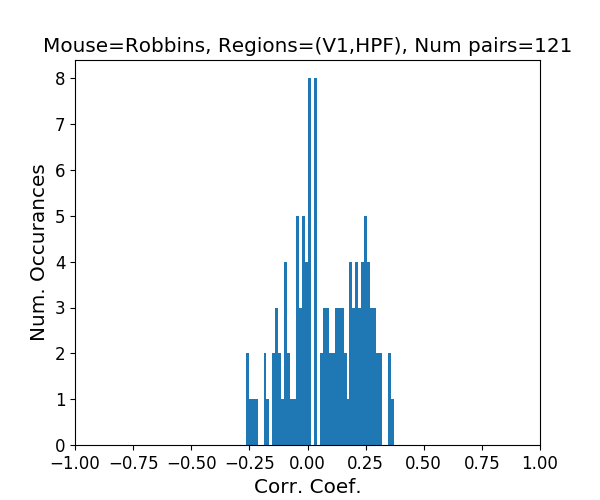 Mouse=Robbins, Regions=(V1,HPF), Num pairs=121
8
7
6
5
4
3
2
1
0
Num. Occurances
−1.00 −0.75 −0.50 −0.25 0.00 0.25 0.50 0.75 1.00
Corr. Coef.